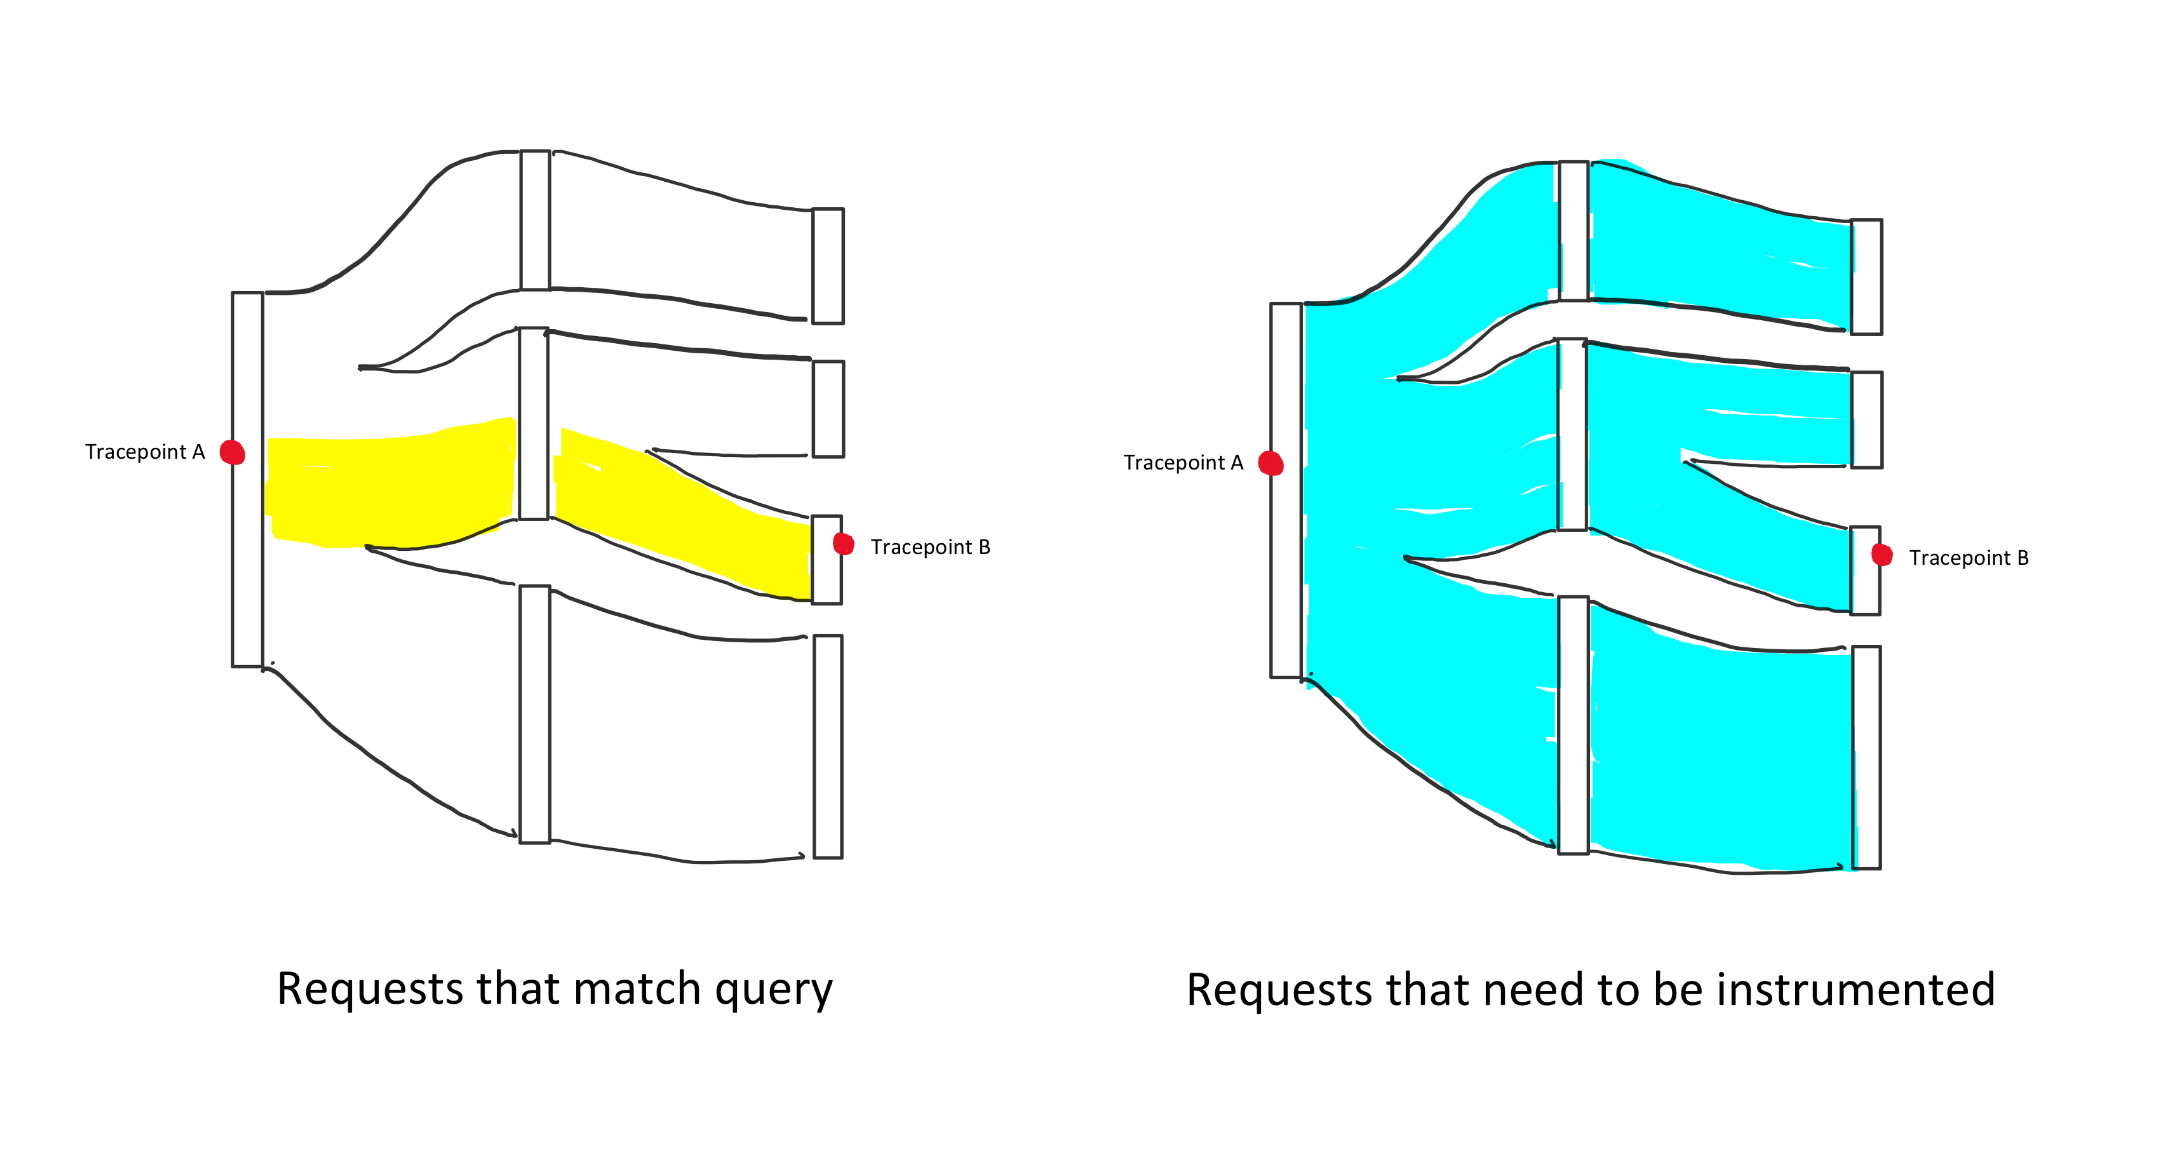 Tracepoint A
Tracepoint B
Requests that match query
Tracepoint A
Tracepoint B
Requests that need to be instrumented